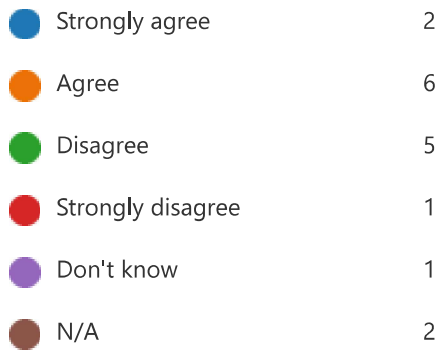 Strongly agree 2
Agree 6
Disagree 5
Strongly disagree 1
Don't know 1
N/A 2